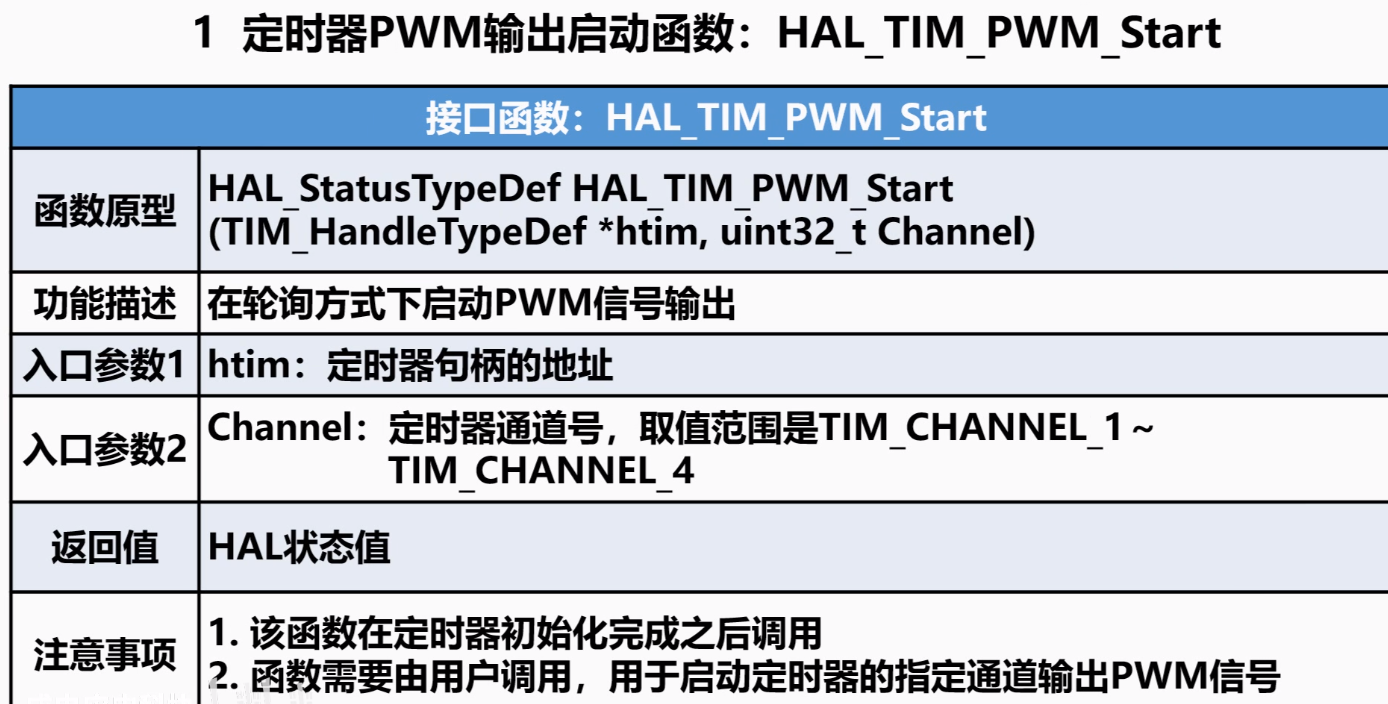 1 定时器PWM输出启动函数：HAL_TIM_PWM_Start
接口函数：HAL_TIM_PWM_Start
函数原型
HAL_StatusTypeDef HAL_TIM_PWM_Start
(TIM_HandleTypeDef *htim, uint32_t Channel)
功能描述
在轮询方式下启动PWM信号输出
入口参数1
htim：定时器句柄的地址
入口参数2
Channel：定时器通道号，取值范围是TIM_CHANNEL_1～
TIM_CHANNEL_4
返回值
HAL状态值
注意事项
1. 该函数在定时器初始化完成之后调用
2. 函数需要由用户调用，用于启动定时器的指定通道输出PWM信号